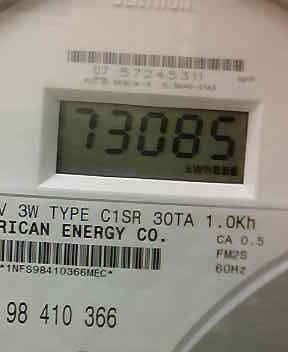 07 57245311
73085
kWh
V 3W TYPE C1SR 30TA 1.0Kh
RICAN ENERGY CO.
CA 0.5
FM2S
*1NFS98410366MEC*
60Hz
98 410 366